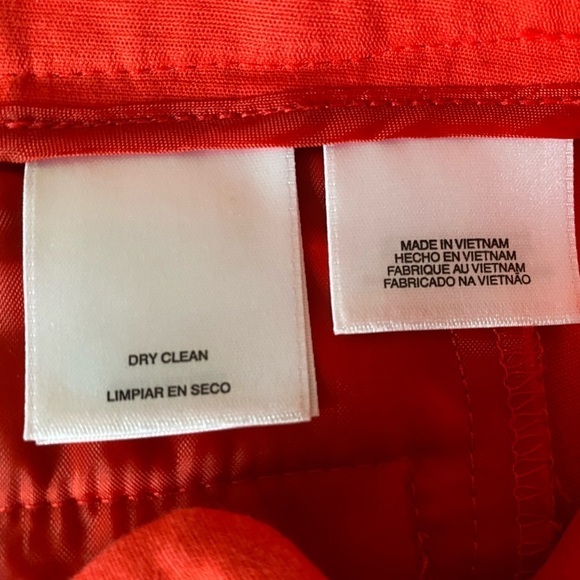 DRY CLEAN
LIMPIAR EN SECO
MADE IN VIETNAM
HECHO EN VIETNAM
FABRIQUE AU VIETNAM
FABRICADO NA VIETNÃO